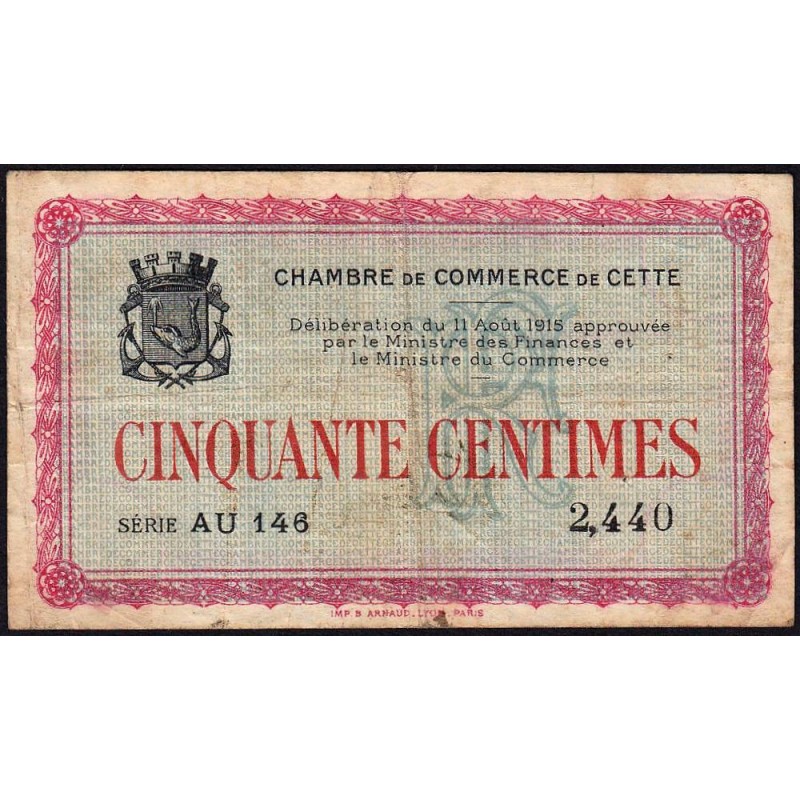 CHAMBRE DE COMMERCE DE CETTE
Délibération du 11 Août 1915 approuvée
par le Ministre des Finances et
le Ministre du Commerce
CINQUANTE CENTIMES
SÉRIE AU 146 2,440
IMP. B ARNAUD. LYON. PARIS